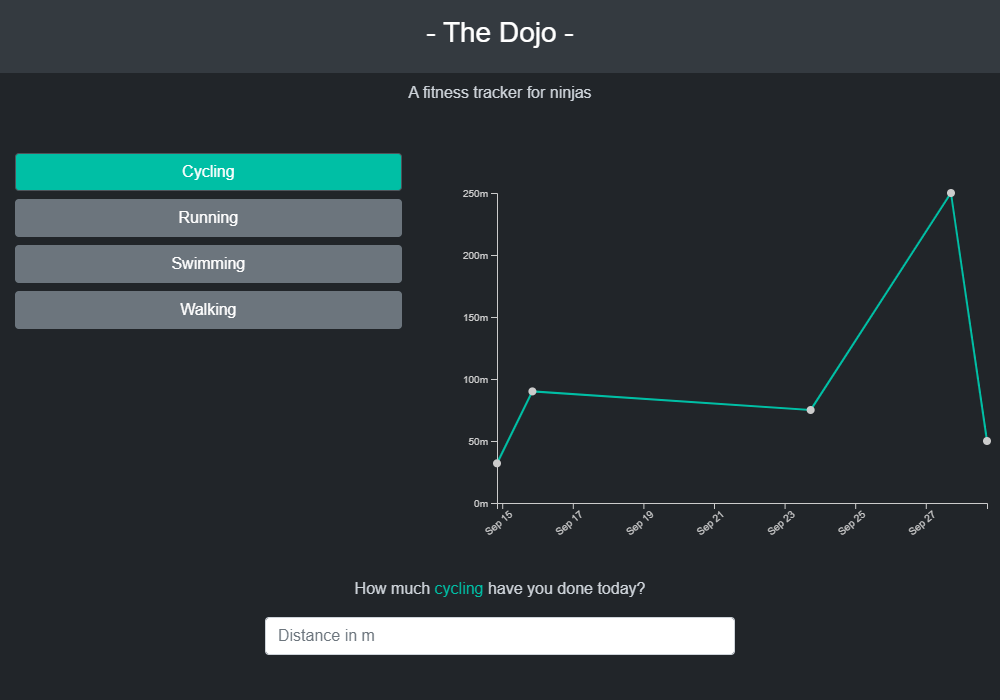 - The Dojo -
A fitness tracker for ninjas
Cycling
Running
Swimming
Walking
250m
200m
150m
100m
50m
0m
Sep 15
Sep 17
Sep 19
Sep 21
Sep 23
Sep 25
Sep 27
How much cycling have you done today?
Distance in m